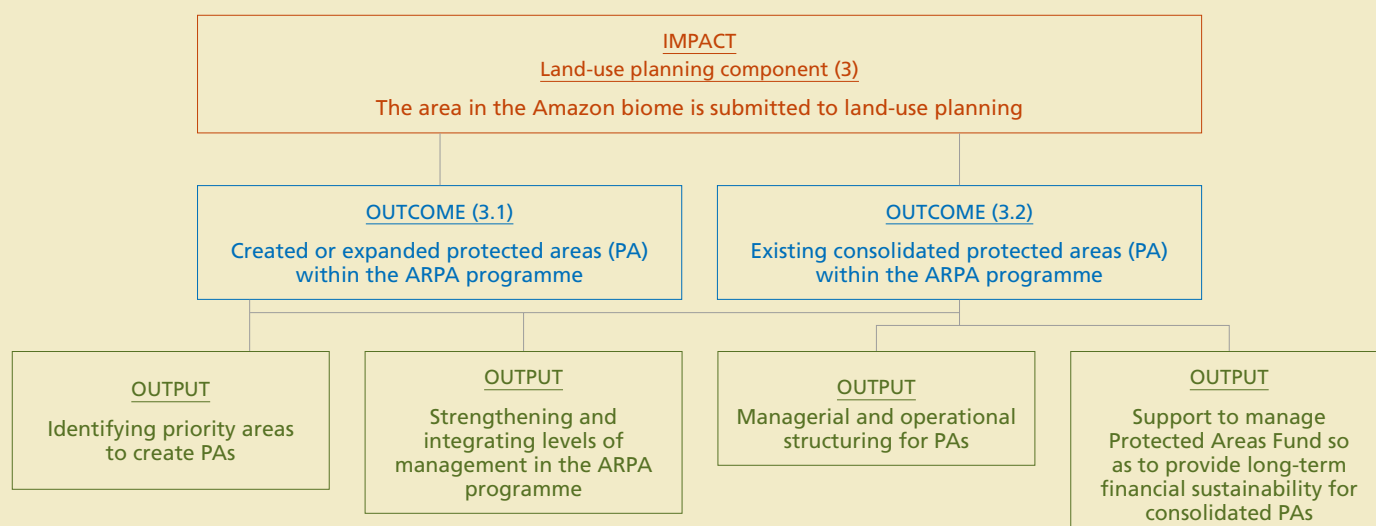 IMPACT
Land-use planning component (3)
The area in the Amazon biome is submitted to land-use planning
OUTCOME (3.1)
Created or expanded protected areas (PA)
within the ARPA programme
OUTCOME (3.2)
Existing consolidated protected areas (PA)
within the ARPA programme
OUTPUT
Identifying priority areas
to create PAs
OUTPUT
Strengthening and
integrating levels of
management in the ARPA
programme
OUTPUT
Managerial and operational
structuring for PAs
OUTPUT
Support to manage
Protected Areas Fund so
as to provide long-term
financial sustainability for
consolidated PAs